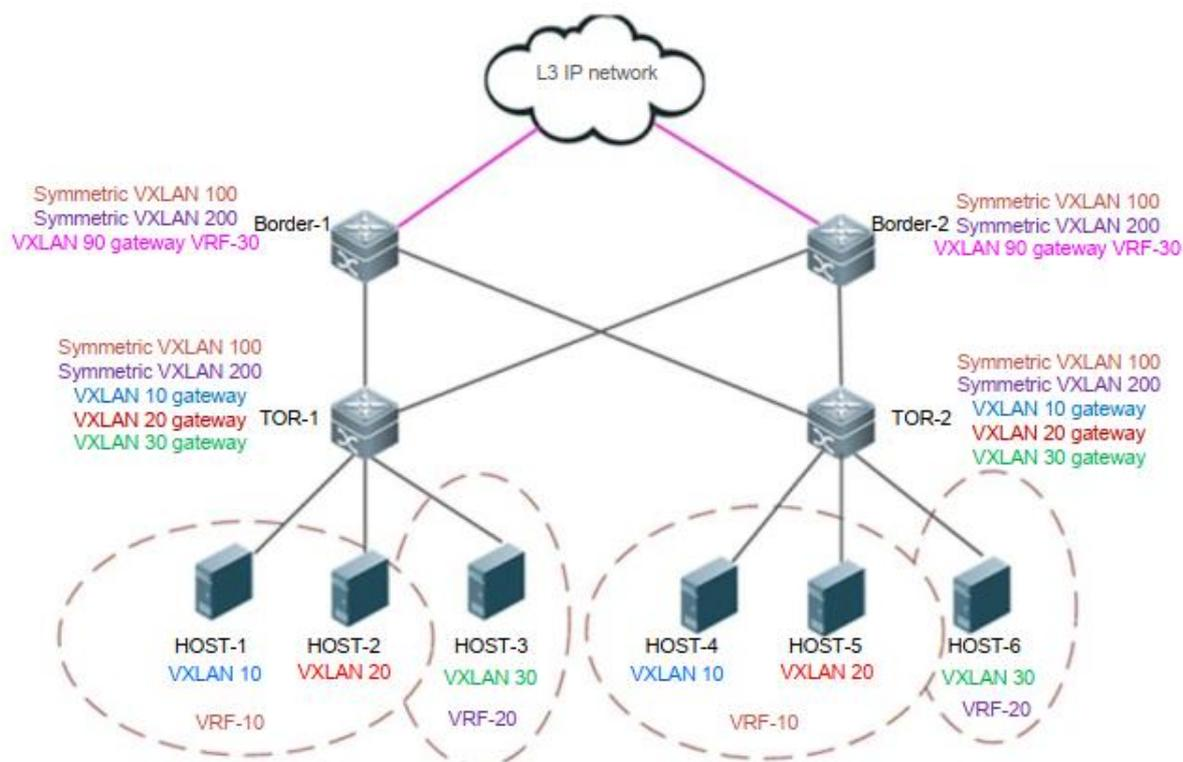 L3 IP network
Symmetric VXLAN 100
Symmetric VXLAN 200
VXLAN 90 gateway VRF-30
Border-1
Border-2
Symmetric VXLAN 100
Symmetric VXLAN 200
VXLAN 90 gateway VRF-30
Symmetric VXLAN 100
Symmetric VXLAN 200
VXLAN 10 gateway
VXLAN 20 gateway
VXLAN 30 gateway
TOR-1
TOR-2
Symmetric VXLAN 100
Symmetric VXLAN 200
VXLAN 10 gateway
VXLAN 20 gateway
VXLAN 30 gateway
HOST-1
VXLAN 10
HOST-2
VXLAN 20
HOST-3
VXLAN 30
VRF-10
VRF-20
HOST-4
VXLAN 10
HOST-5
VXLAN 20
HOST-6
VXLAN 30
VRF-10
VRF-20